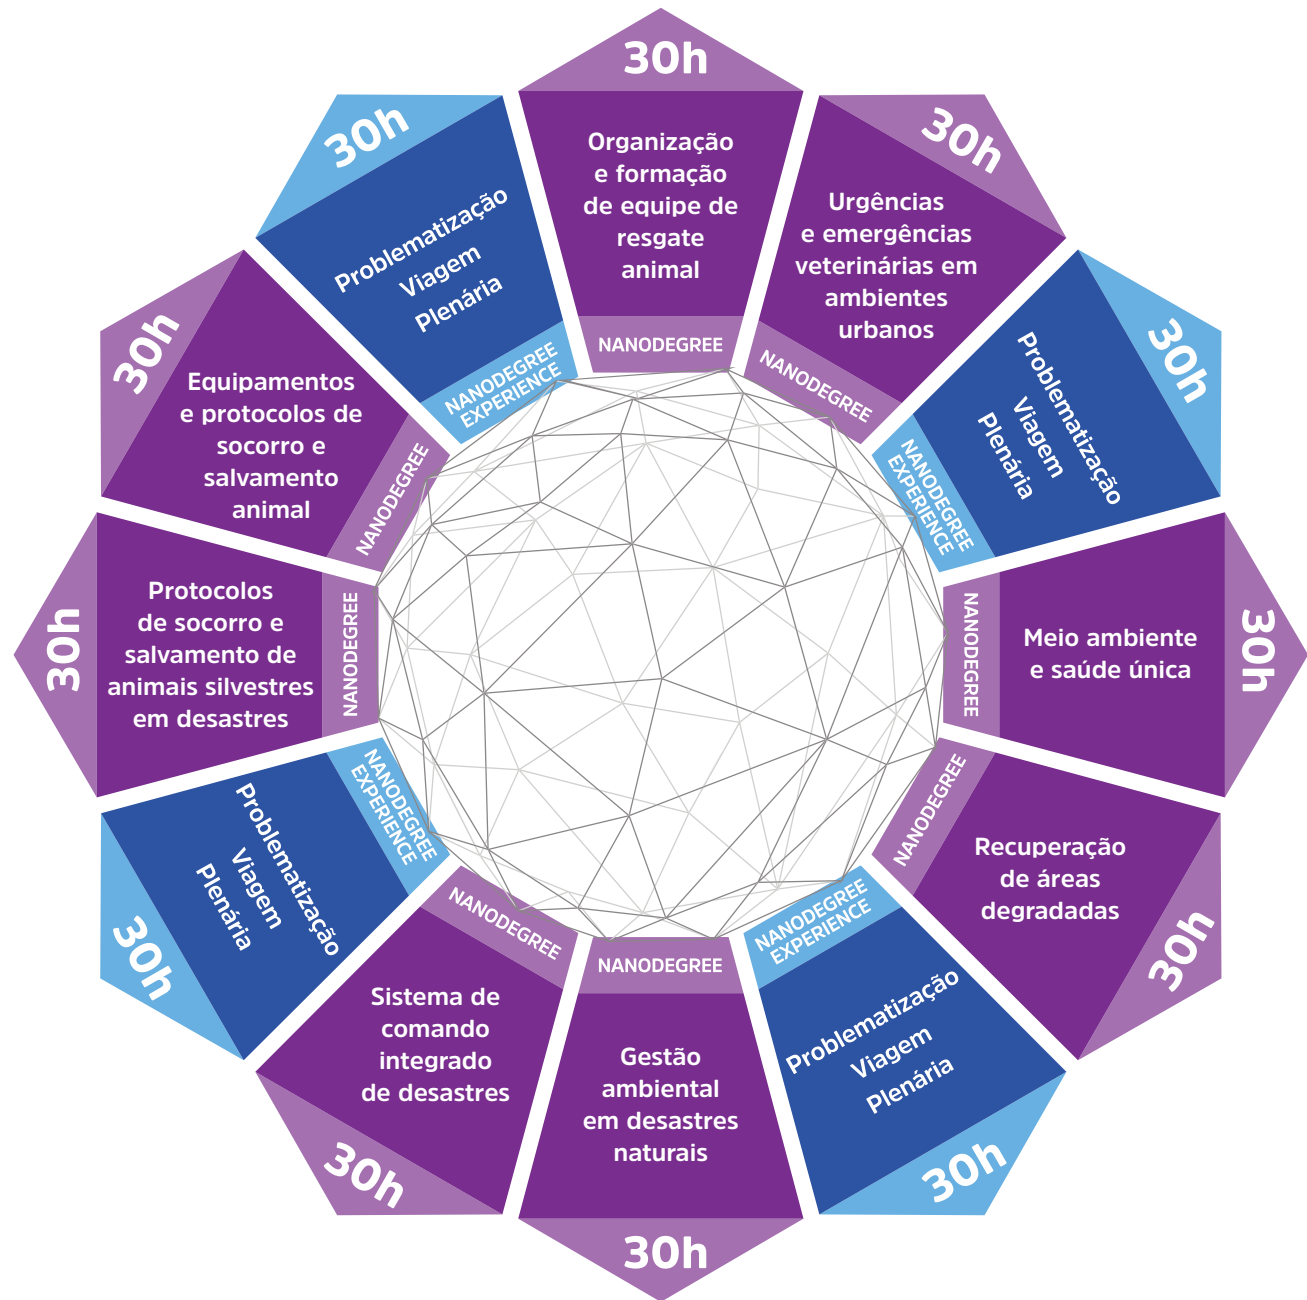 30h
Organização
e formação
de equipe de
resgate
animal
NANODEGREE
30h
Urgências
e emergências
veterinárias em
ambientes
urbanos
NANODEGREE
30h
Problematização
Viagem
Plenária
NANODEGREE
EXPERIENCE
30h
Meio ambiente
e saúde única
NANODEGREE
30h
Recuperação
de áreas
degradadas
NANODEGREE
30h
Problematização
Viagem
Plenária
NANODEGREE
EXPERIENCE
30h
Gestão
ambiental
em desastres
naturais
NANODEGREE
30h
Sistema de
comando
integrado
de desastres
NANODEGREE
30h
Problematização
Viagem
Plenária
NANODEGREE
EXPERIENCE
30h
Protocolos
de socorro e
salvamento de
animais silvestres
em desastres
NANODEGREE
30h
Equipamentos
e protocolos de
socorro e
salvamento
animal
NANODEGREE
30h
Problematização
Viagem
Plenária
NANODEGREE
EXPERIENCE